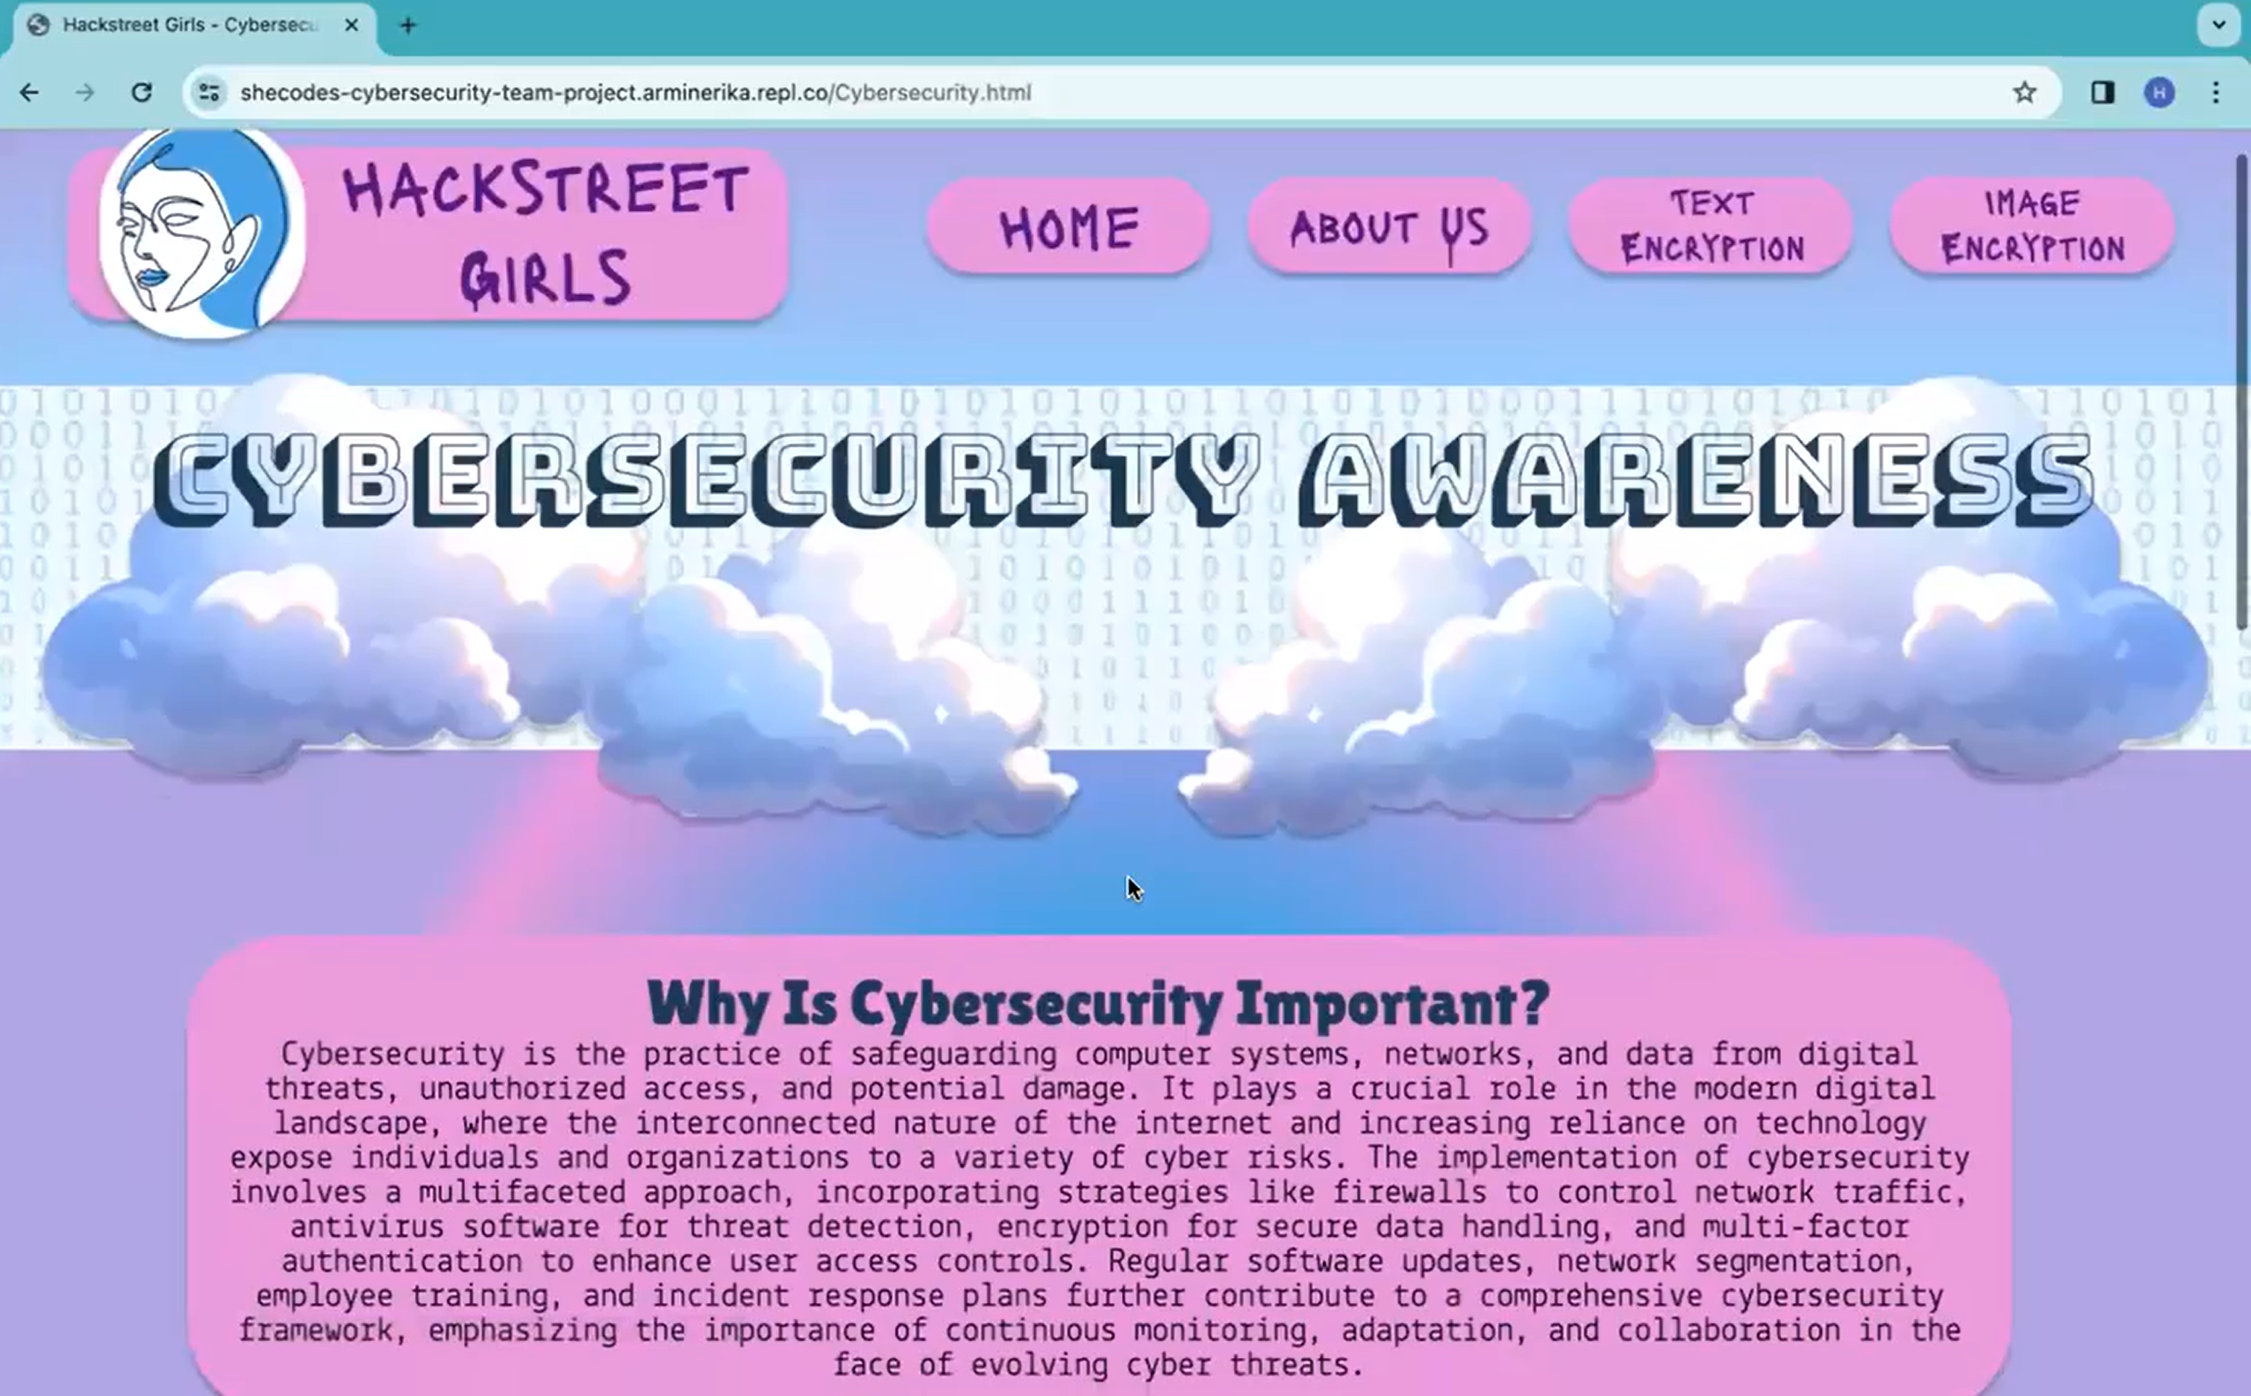 Hackstreet Girls - Cybersecu
shecodes-cybersecurity-team-project.arminerika.repl.co/Cybersecurity.html
H
HACKSTREET
GIRLS
HOME
ABOUT US
TEXT
ENCRYPTION
IMAGE
ENCRYPTION
CYBERSECURITY AWARENESS
Why Is Cybersecurity Important?
Cybersecurity is the practice of safeguarding computer systems, networks, and data from digital
threats, unauthorized access, and potential damage. It plays a crucial role in the modern digital
landscape, where the interconnected nature of the internet and increasing reliance on technology
expose individuals and organizations to a variety of cyber risks. The implementation of cybersecurity
involves a multifaceted approach, incorporating strategies like firewalls to control network traffic,
antivirus software for threat detection, encryption for secure data handling, and multi-factor
authentication to enhance user access controls. Regular software updates, network segmentation,
employee training, and incident response plans further contribute to a comprehensive cybersecurity
framework, emphasizing the importance of continuous monitoring, adaptation, and collaboration in the
face of evolving cyber threats.